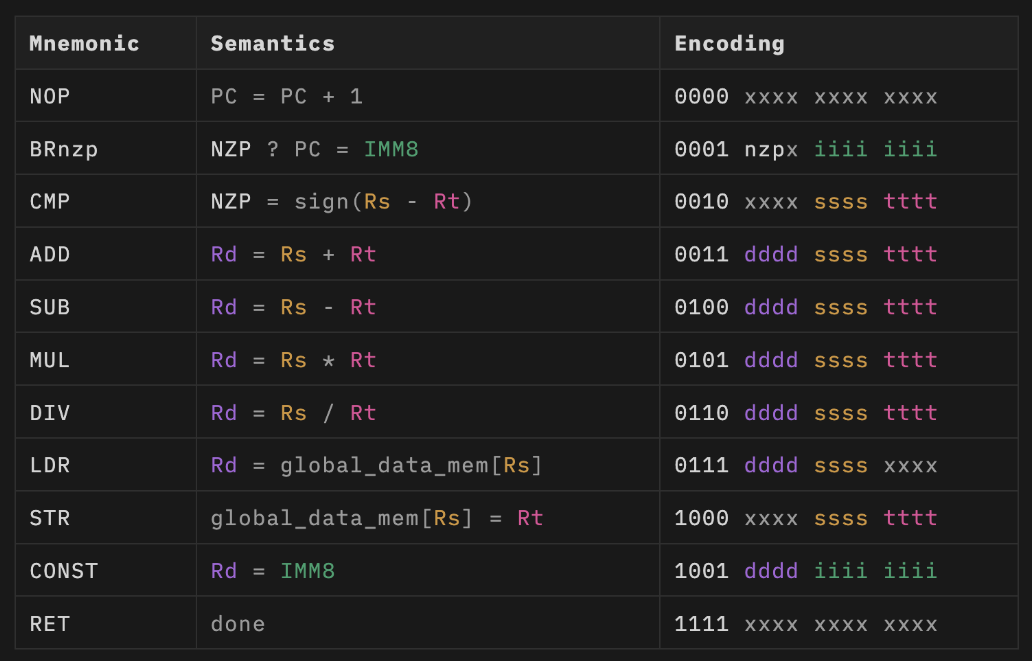 Mnemonic Semantics Encoding
NOP PC = PC + 1 0000 xxxx xxxx xxxx
BRnzp NZP ? PC = IMM8 0001 nzpx iiii iiii
CMP NZP = sign(Rs - Rt) 0010 xxxx ssss tttt
ADD Rd = Rs + Rt 0011 dddd ssss tttt
SUB Rd = Rs - Rt 0100 dddd ssss tttt
MUL Rd = Rs * Rt 0101 dddd ssss tttt
DIV Rd = Rs / Rt 0110 dddd ssss tttt
LDR Rd = global_data_mem[Rs] 0111 dddd ssss xxxx
STR global_data_mem[Rs] = Rt 1000 xxxx ssss tttt
CONST Rd = IMM8 1001 dddd iiii iiii
RET done 1111 xxxx xxxx xxxx